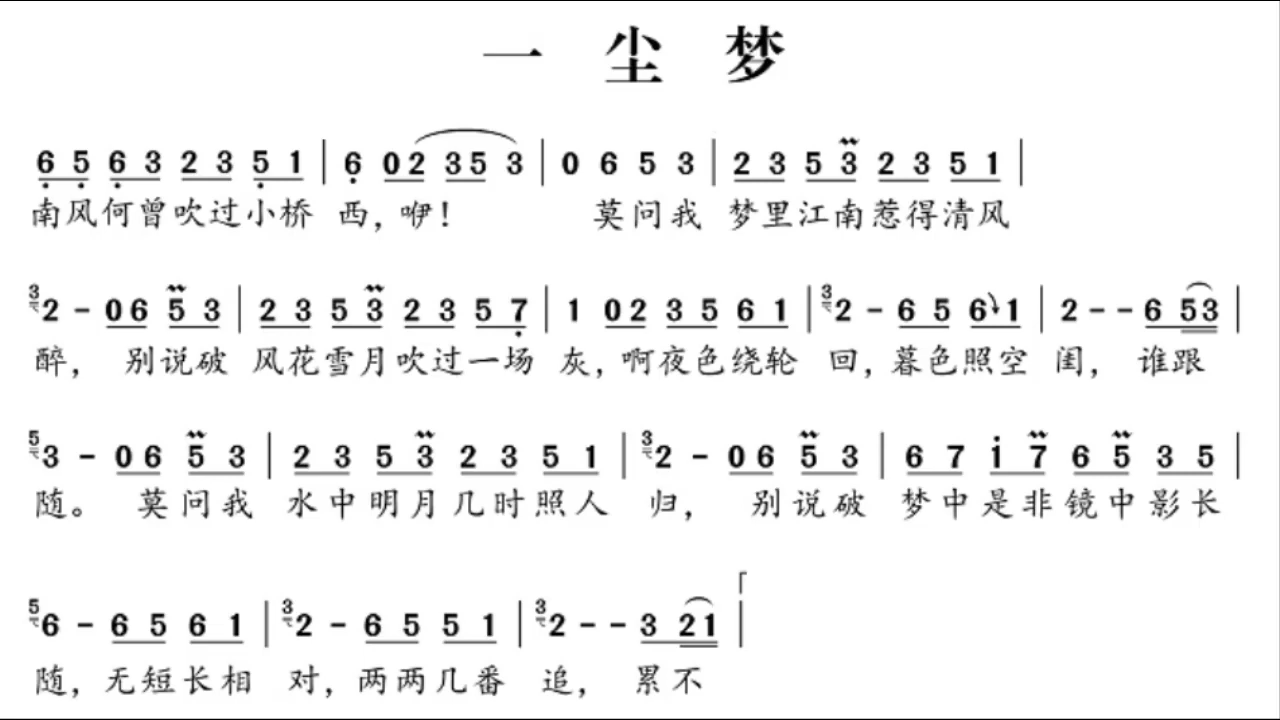 一尘梦
6 5 6 3 2 3 5 1 | 6 0 2 3 5 3 | 0 6 5 3 | 2 3 5 3 2 3 5 1 |
南风何曾吹过小桥 西，咿！ 莫问我 梦里江南惹得清风
3 2 - 0 6 5 3 | 2 3 5 3 2 3 5 7 | 1 0 2 3 5 6 1 | 3 2 - 6 5 6 1 | 2 - - 6 5 3 |
醉， 别说破 风花雪月吹过一场 灰，啊夜色绕轮 回，暮色照空 闺， 谁跟
5 3 - 0 6 5 3 | 2 3 5 3 2 3 5 1 | 3 2 - 0 6 5 3 | 6 7 i 7 6 5 3 5 |
随。 莫问我 水中明月几时照人 归， 别说破 梦中是非镜中影长
5 6 - 6 5 6 1 | 3 2 - 6 5 5 1 | 3 2 - - 3 2 1 |
随，无短长相 对，两两几番 追， 累不